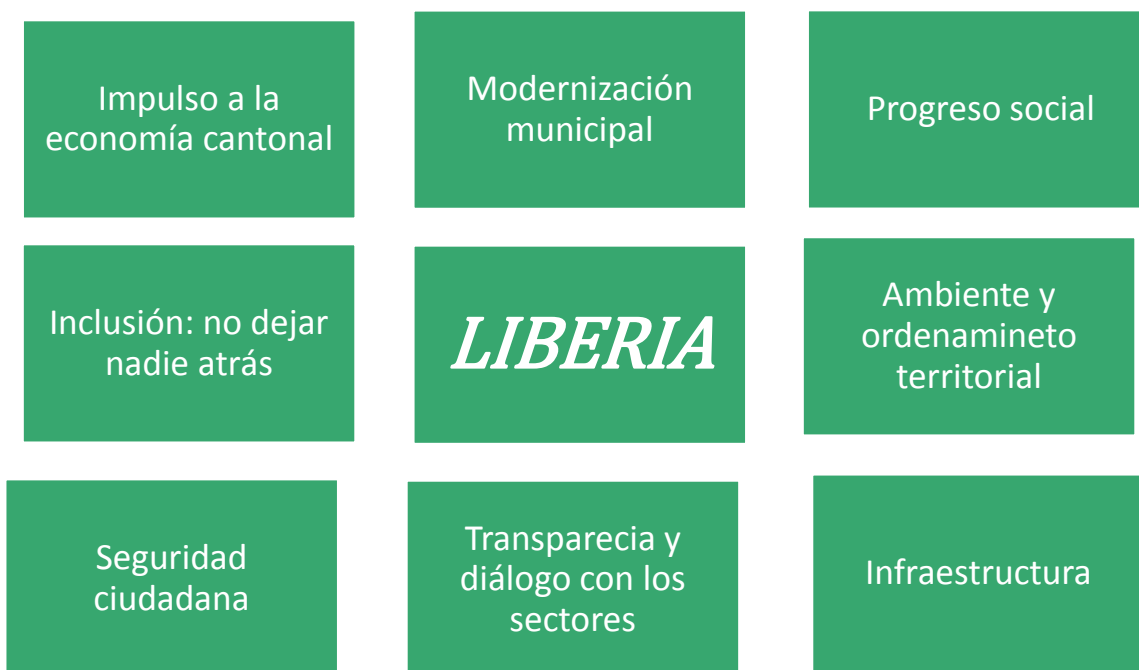 Impulso a la
economía cantonal
Modernización
municipal
Progreso social
Inclusión: no dejar
nadie atrás
LIBERIA
Ambiente y
ordenamineto
territorial
Seguridad
ciudadana
Transparecia y
diálogo con los
sectores
Infraestructura